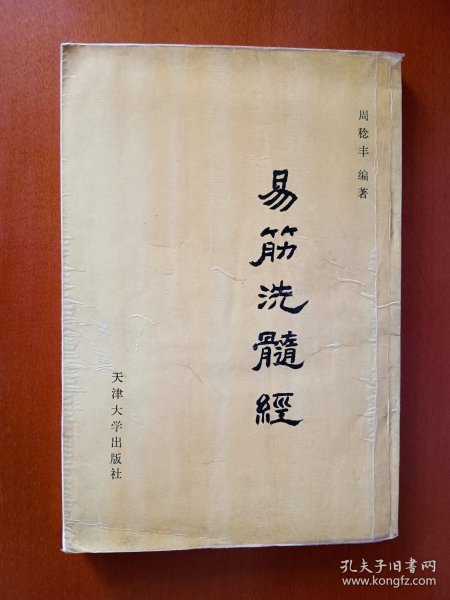 周稔丰 编著
易筋洗髓經
天津大学出版社
孔夫子旧书网
www.kongfz.com